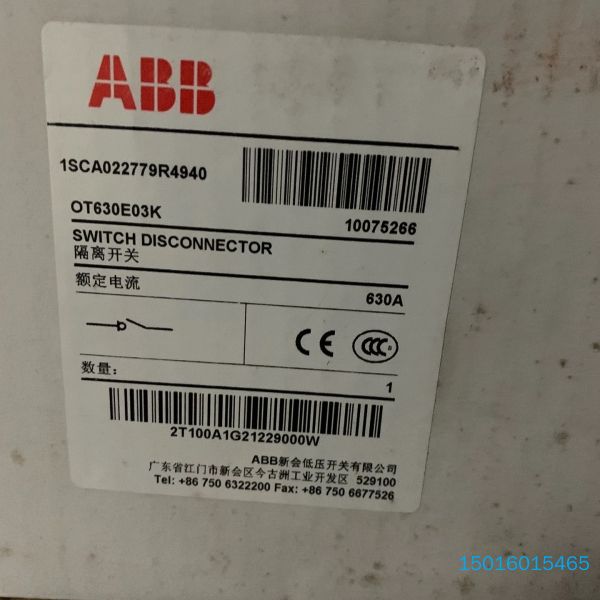 ABB
1SCA022779R4940
OT630E03K
10075266
SWITCH DISCONNECTOR
隔离开关
额定电流
630A
CE CCC
数量：
1
2T100A1G21229000W
ABB新会低压开关有限公司
广东省江门市新会区今古洲工业开发区 529100
Tel: +86 750 6322200 Fax: +86 750 6677526
15016015465